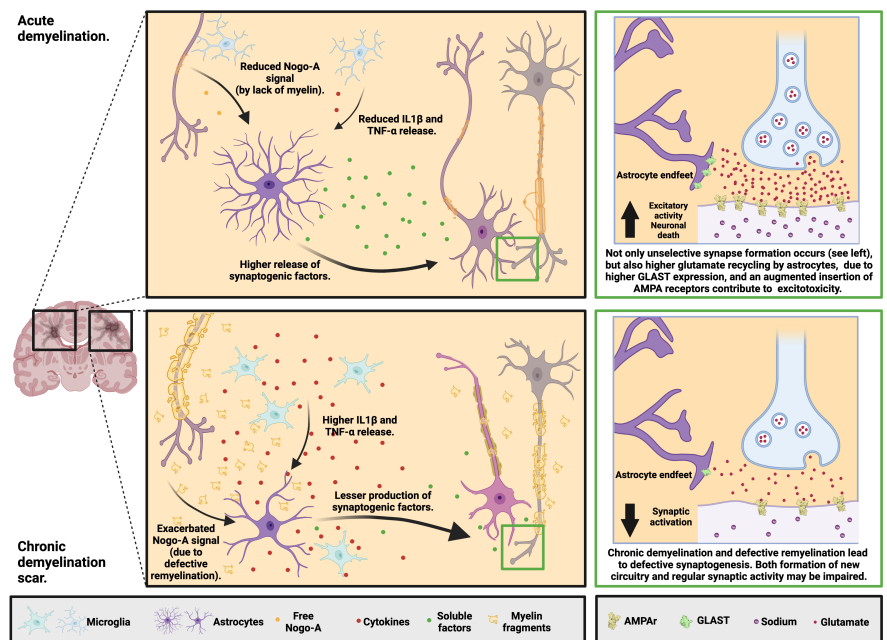 Acute
demyelination.
Reduced Nogo-A
signal
(by lack of myelin).
Reduced IL1β and
TNF-α release.
Higher release of
synaptogenic factors.
Astrocyte endfeet
Excitatory
activity
Neuronal
death
Not only unselective synapse formation occurs (see left),
but also higher glutamate recycling by astrocytes, due to
higher GLAST expression, and an augmented insertion of
AMPA receptors contribute to excitotoxicity.
Chronic
demyelination
scar.
Higher IL1β and
TNF-α release.
Lesser production of
synaptogenic factors.
Exacerbated
Nogo-A signal
(due to
defective
remyelination).
Astrocyte endfeet
Synaptic
activation
Chronic demyelination and defective remyelination lead
to defective synaptogenesis. Both formation of new
circuitry and regular synaptic activity may be impaired.
Microglia
Astrocytes
Free
Nogo-A
Cytokines
Soluble
factors
Myelin
fragments
AMPAr
GLAST
Sodium
Glutamate